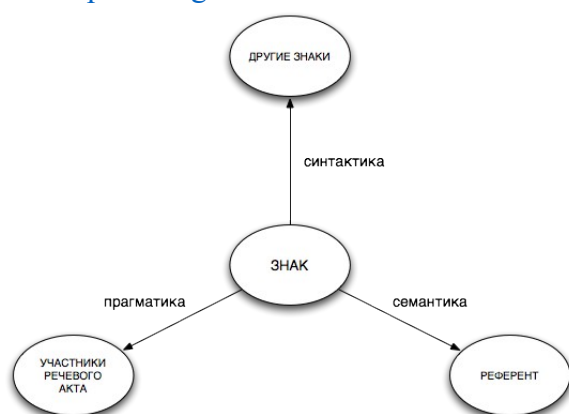 ДРУГИЕ ЗНАКИ
синтактика
ЗНАК
прагматика
семантика
УЧАСТНИКИ
РЕЧЕВОГО
АКТА
РЕФЕРЕНТ